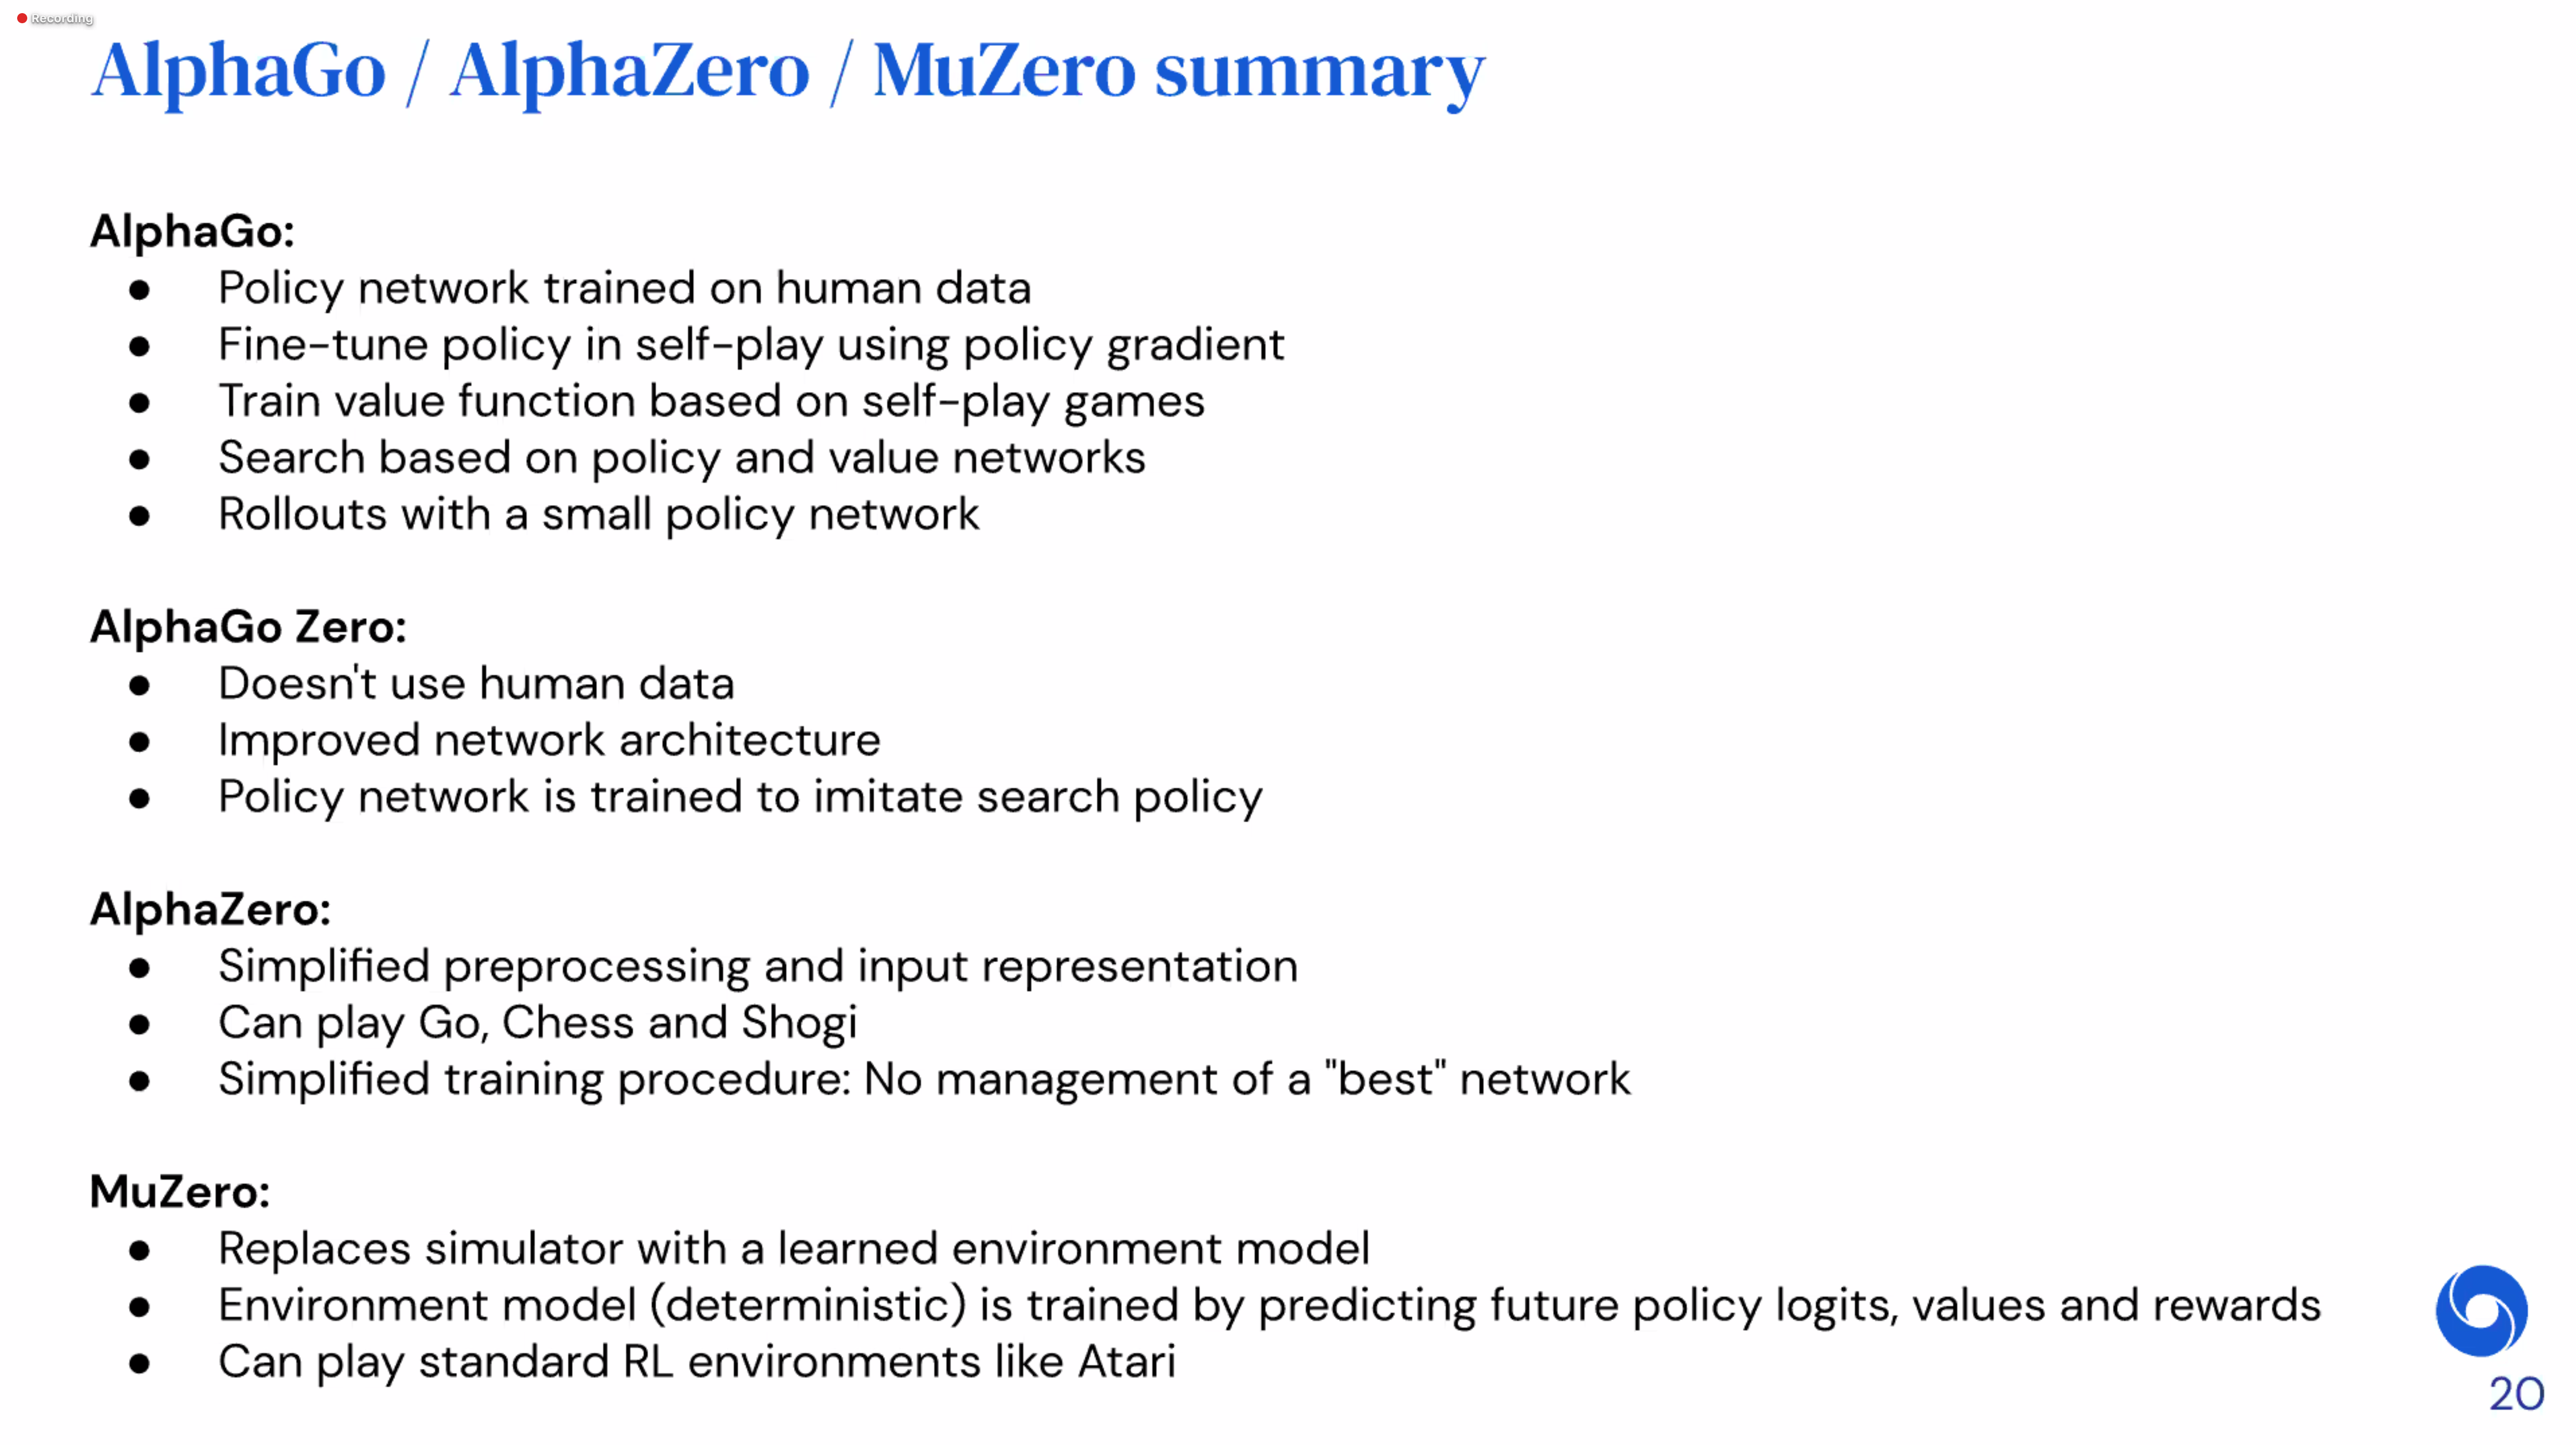 Recording
AlphaGo / AlphaZero / MuZero summary
AlphaGo:
● Policy network trained on human data
● Fine-tune policy in self-play using policy gradient
● Train value function based on self-play games
● Search based on policy and value networks
● Rollouts with a small policy network
AlphaGo Zero:
● Doesn't use human data
● Improved network architecture
● Policy network is trained to imitate search policy
AlphaZero:
● Simplified preprocessing and input representation
● Can play Go, Chess and Shogi
● Simplified training procedure: No management of a "best" network
MuZero:
● Replaces simulator with a learned environment model
● Environment model (deterministic) is trained by predicting future policy logits, values and rewards
● Can play standard RL environments like Atari
20